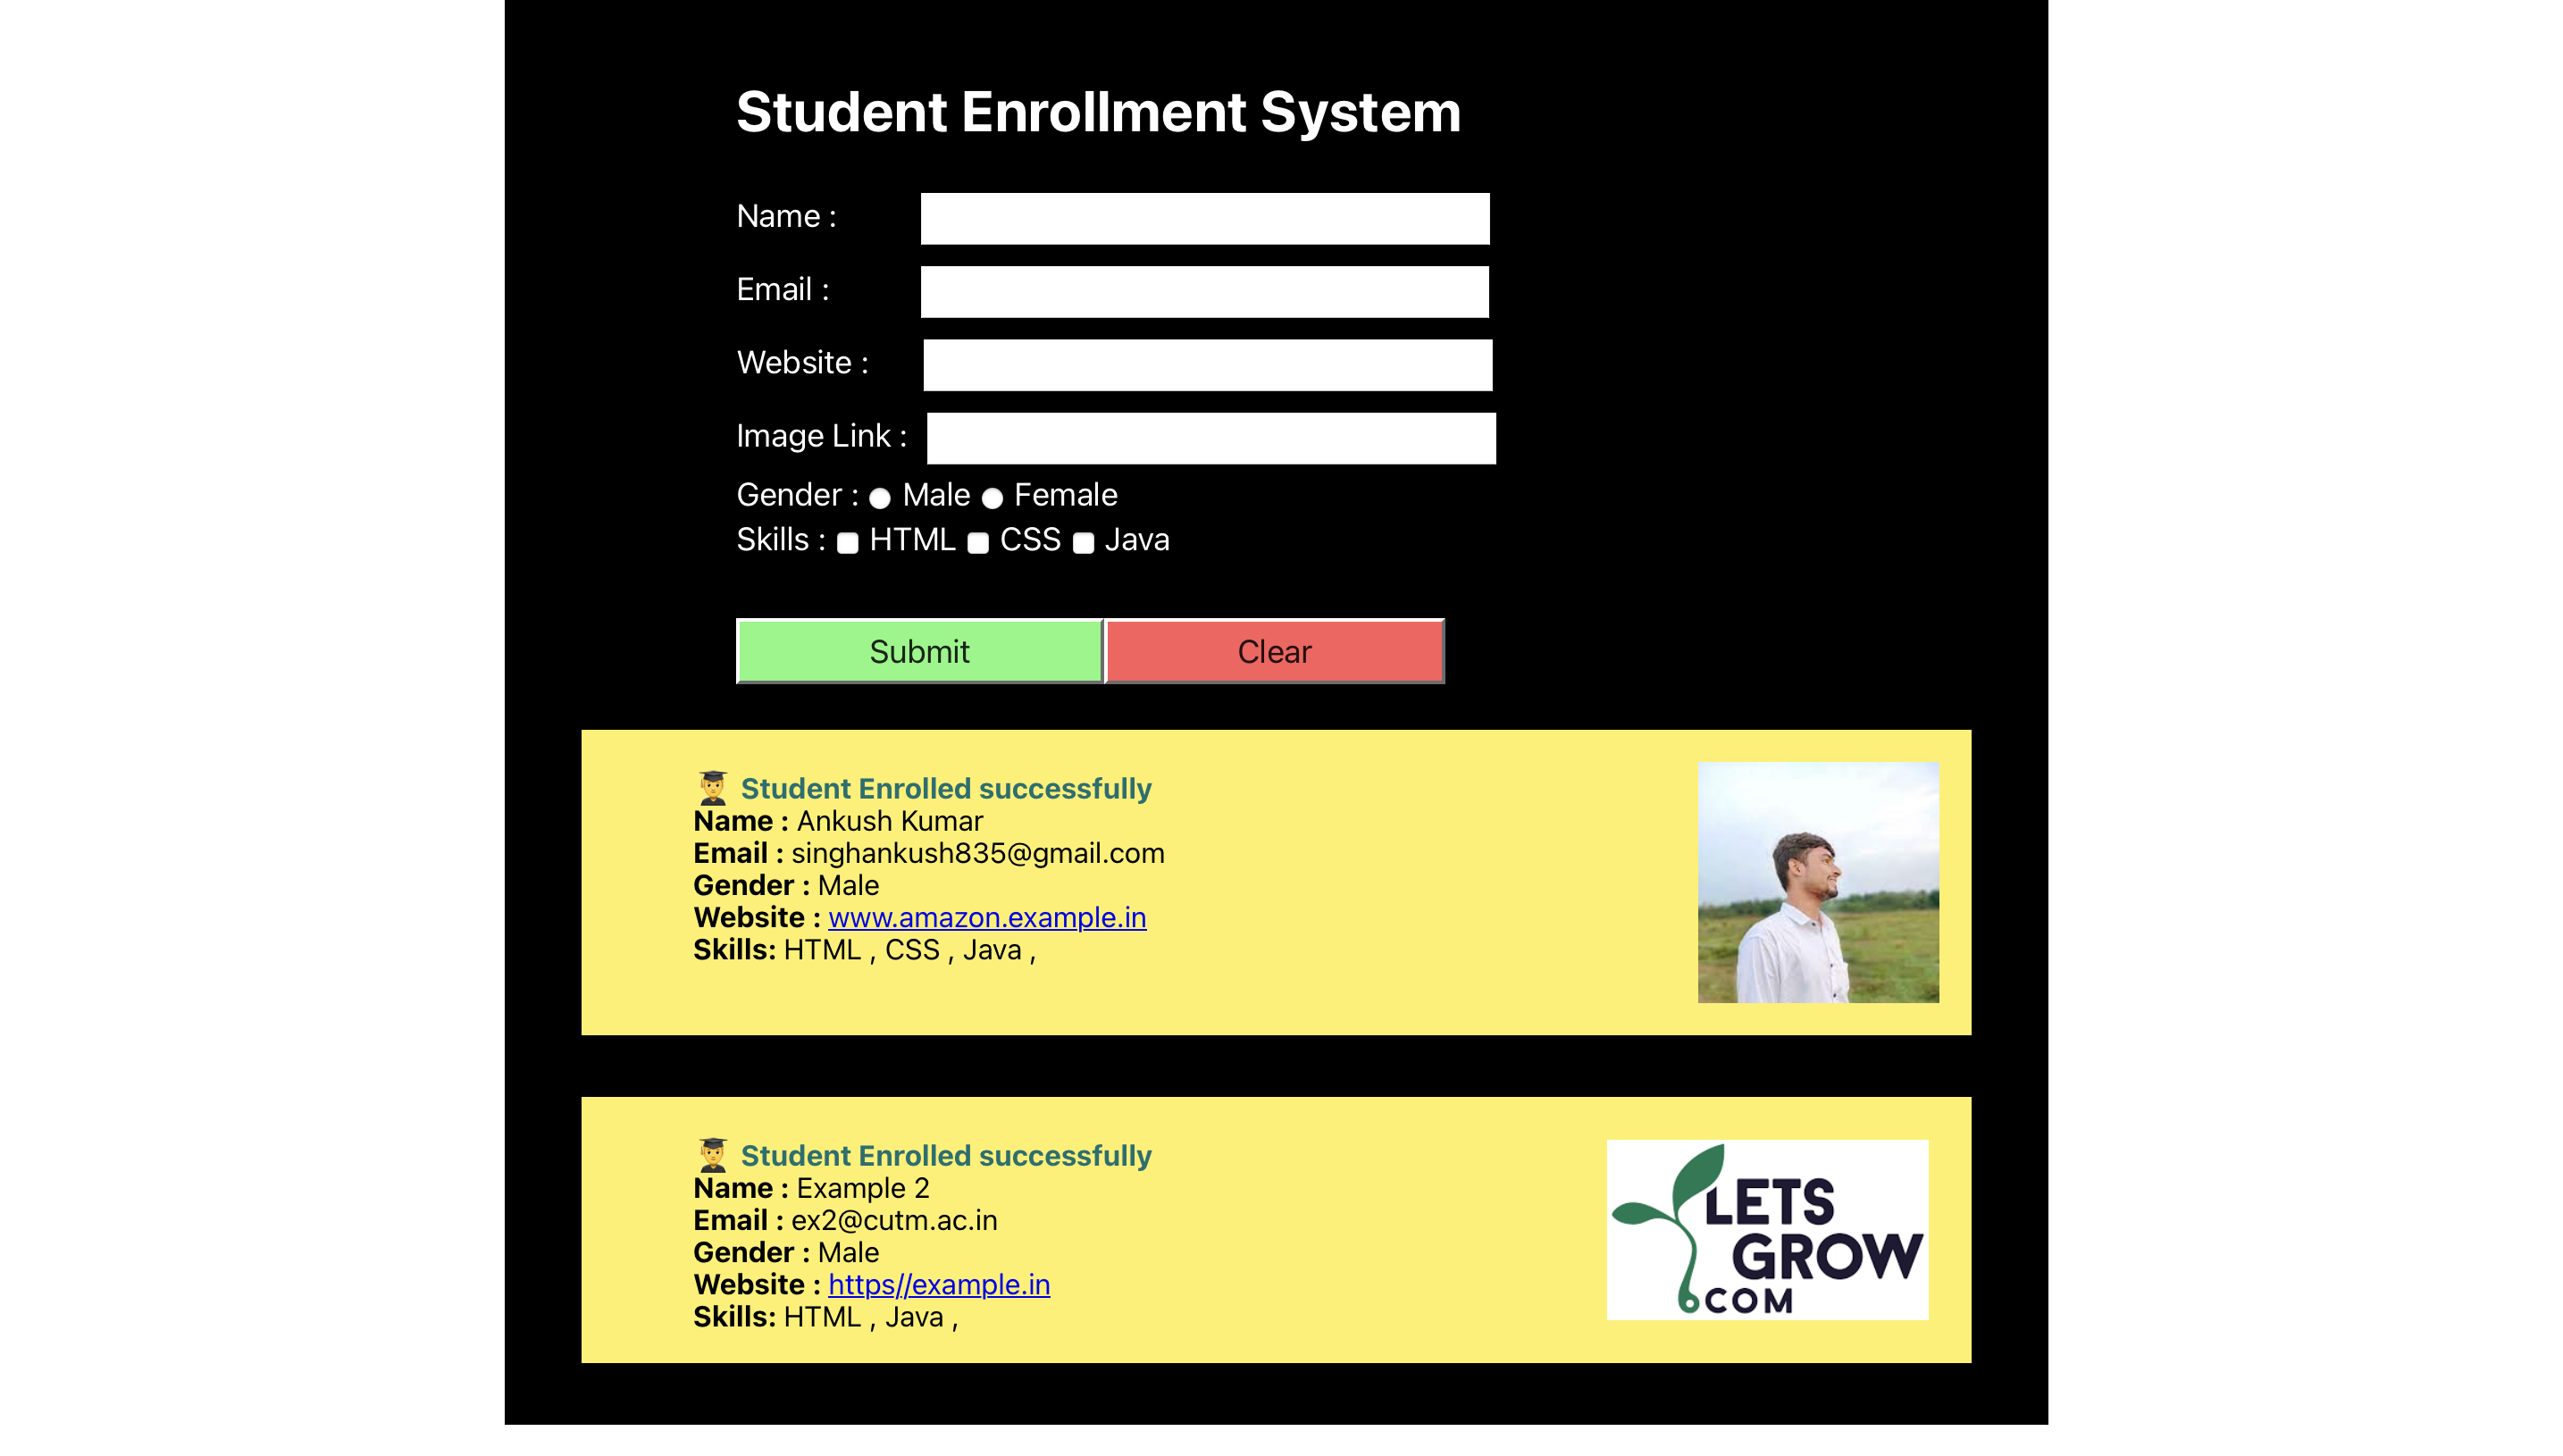 Student Enrollment System
Name :
Email :
Website :
Image Link :
Gender : Male Female
Skills : HTML CSS Java
Submit Clear
Student Enrolled successfully
Name : Ankush Kumar
Email : singhankush835@gmail.com
Gender : Male
Website : www.amazon.example.in
Skills: HTML , CSS , Java ,
Student Enrolled successfully
Name : Example 2
Email : ex2@cutm.ac.in
Gender : Male
Website : https//example.in
Skills: HTML , Java ,
LETS
GROW
COM